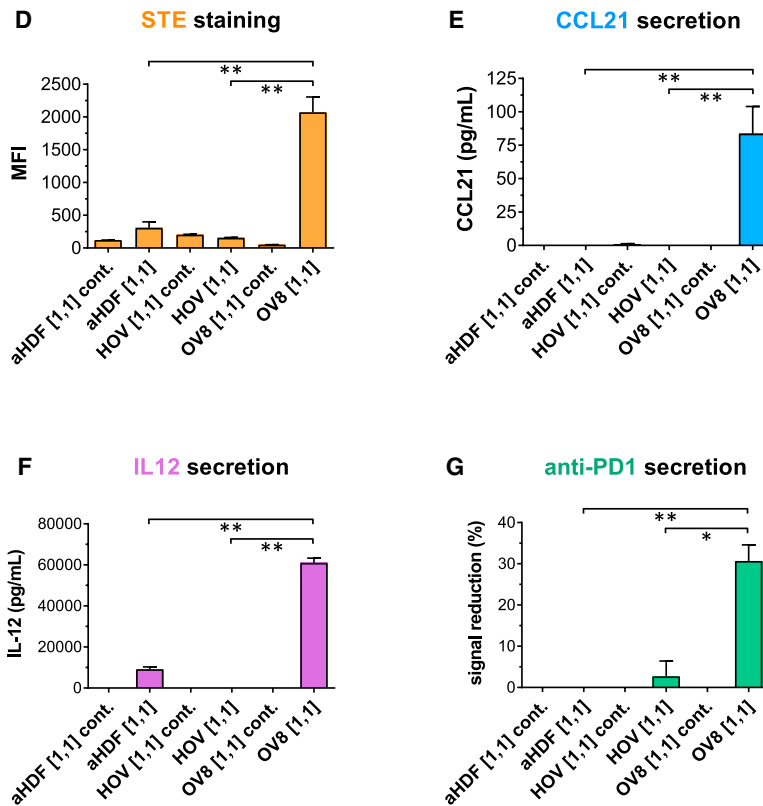 D STE staining
**
**
2500
2000
1500
1000
500
0
MFI
aHDF [1,1] cont.
aHDF [1,1]
HOV [1,1] cont.
HOV [1,1]
OV8 [1,1] cont.
OV8 [1,1]
E CCL21 secretion
**
**
125
100
75
50
25
0
CCL21 (pg/mL)
aHDF [1,1] cont.
aHDF [1,1]
HOV [1,1] cont.
HOV [1,1]
OV8 [1,1] cont.
OV8 [1,1]
F IL12 secretion
**
**
80000
60000
40000
20000
0
IL-12 (pg/mL)
aHDF [1,1] cont.
aHDF [1,1]
HOV [1,1] cont.
HOV [1,1]
OV8 [1,1] cont.
OV8 [1,1]
G anti-PD1 secretion
**
*
40
30
20
10
0
signal reduction (%)
aHDF [1,1] cont.
aHDF [1,1]
HOV [1,1] cont.
HOV [1,1]
OV8 [1,1] cont.
OV8 [1,1]